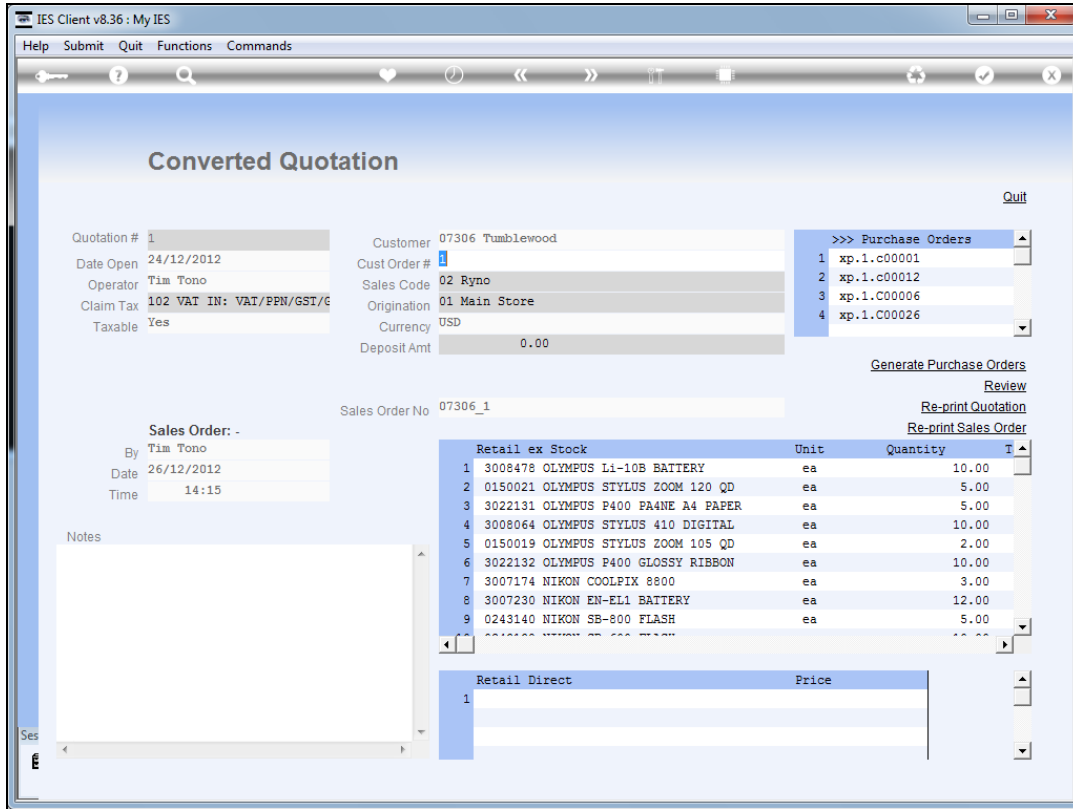 IES Client v8.36 : My IES
Help Submit Quit Functions Commands
Converted Quotation
Quit
Quotation # 1
Date Open 24/12/2012
Operator Tim Tono
Claim Tax 102 VAT IN: VAT/PPN/GST/G
Taxable Yes
Customer 07306 Tumblewood
Cust Order # 1
Sales Code 02 Ryno
Origination 01 Main Store
Currency USD
Deposit Amt 0.00
>>> Purchase Orders
1 xp.1.c00001
2 xp.1.c00012
3 xp.1.C00006
4 xp.1.C00026
Generate Purchase Orders
Review
Re-print Quotation
Re-print Sales Order
Sales Order No 07306_1
Sales Order: -
By Tim Tono
Date 26/12/2012
Time 14:15
Notes
Retail ex Stock Unit Quantity T
1 3008478 OLYMPUS Li-10B BATTERY ea 10.00
2 0150021 OLYMPUS STYLUS ZOOM 120 QD ea 5.00
3 3022131 OLYMPUS P400 PA4NE A4 PAPER ea 5.00
4 3008064 OLYMPUS STYLUS 410 DIGITAL ea 10.00
5 0150019 OLYMPUS STYLUS ZOOM 105 QD ea 2.00
6 3022132 OLYMPUS P400 GLOSSY RIBBON ea 10.00
7 3007174 NIKON COOLPIX 8800 ea 3.00
8 3007230 NIKON EN-EL1 BATTERY ea 12.00
9 0243140 NIKON SB-800 FLASH ea 5.00
Retail Direct Price
1
Ses